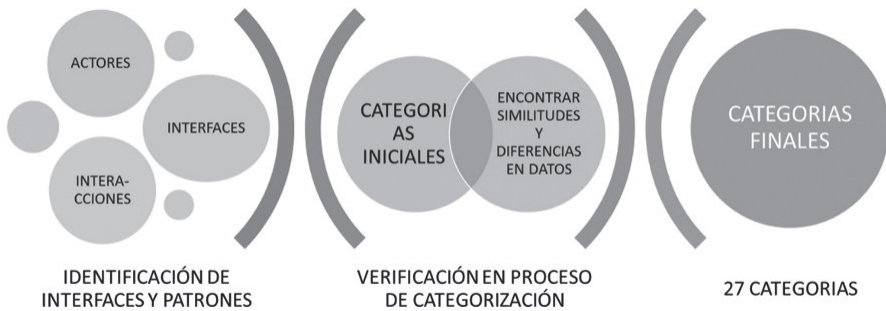 ACTORES
INTERFACES
INTERA-
CCIONES
IDENTIFICACIÓN DE
INTERFACES Y PATRONES
CATEGORI
AS
INICIALES
ENCONTRAR
SIMILITUDES
Y
DIFERENCIAS
EN DATOS
VERIFICACIÓN EN PROCESO
DE CATEGORIZACIÓN
CATEGORIAS
FINALES
27 CATEGORIAS